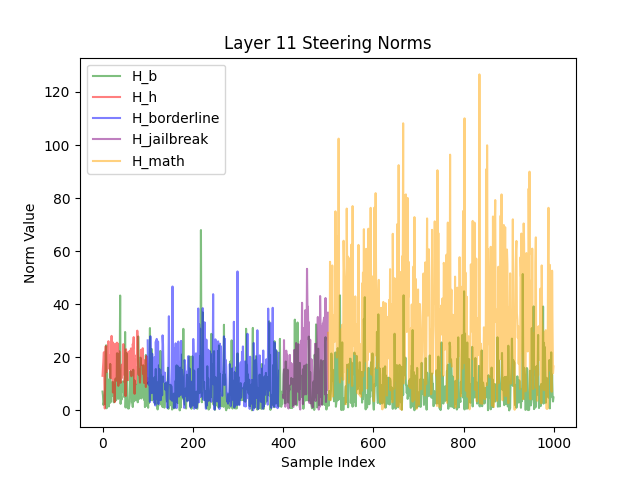 Layer 11 Steering Norms
H_b
H_h
H_borderline
H_jailbreak
H_math
Norm Value
120
100
80
60
40
20
0
0
200
400
600
800
1000
Sample Index